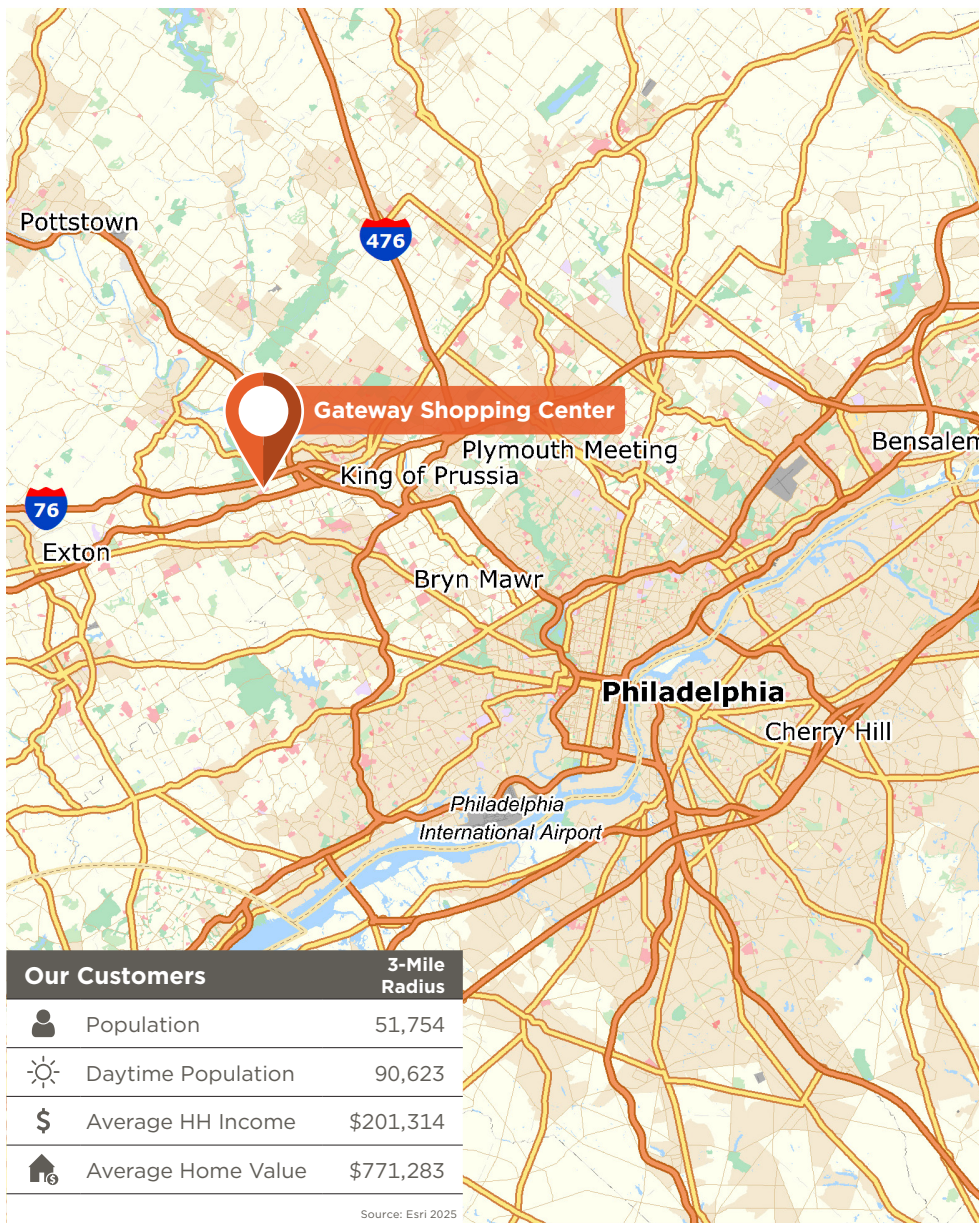 Pottstown
476
Gateway Shopping Center
Bensalem
Plymouth Meeting
King of Prussia
76
Exton
Bryn Mawr
Philadelphia
Cherry Hill
Philadelphia
International Airport
Our Customers
3-Mile
Radius
Population 51,754
Daytime Population 90,623
$ Average HH Income $201,314
Average Home Value $771,283
Source: Esri 2025